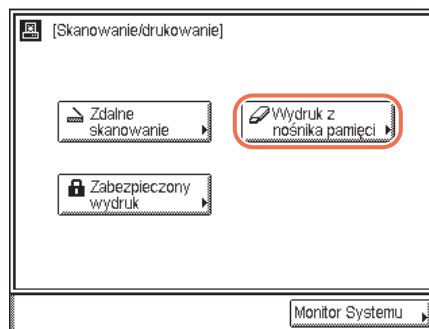 [Skanowanie/drukowanie]
Zdalne
skanowanie
Wydruk z
nośnika pamięci
Zabezpieczony
wydruk
Monitor Systemu